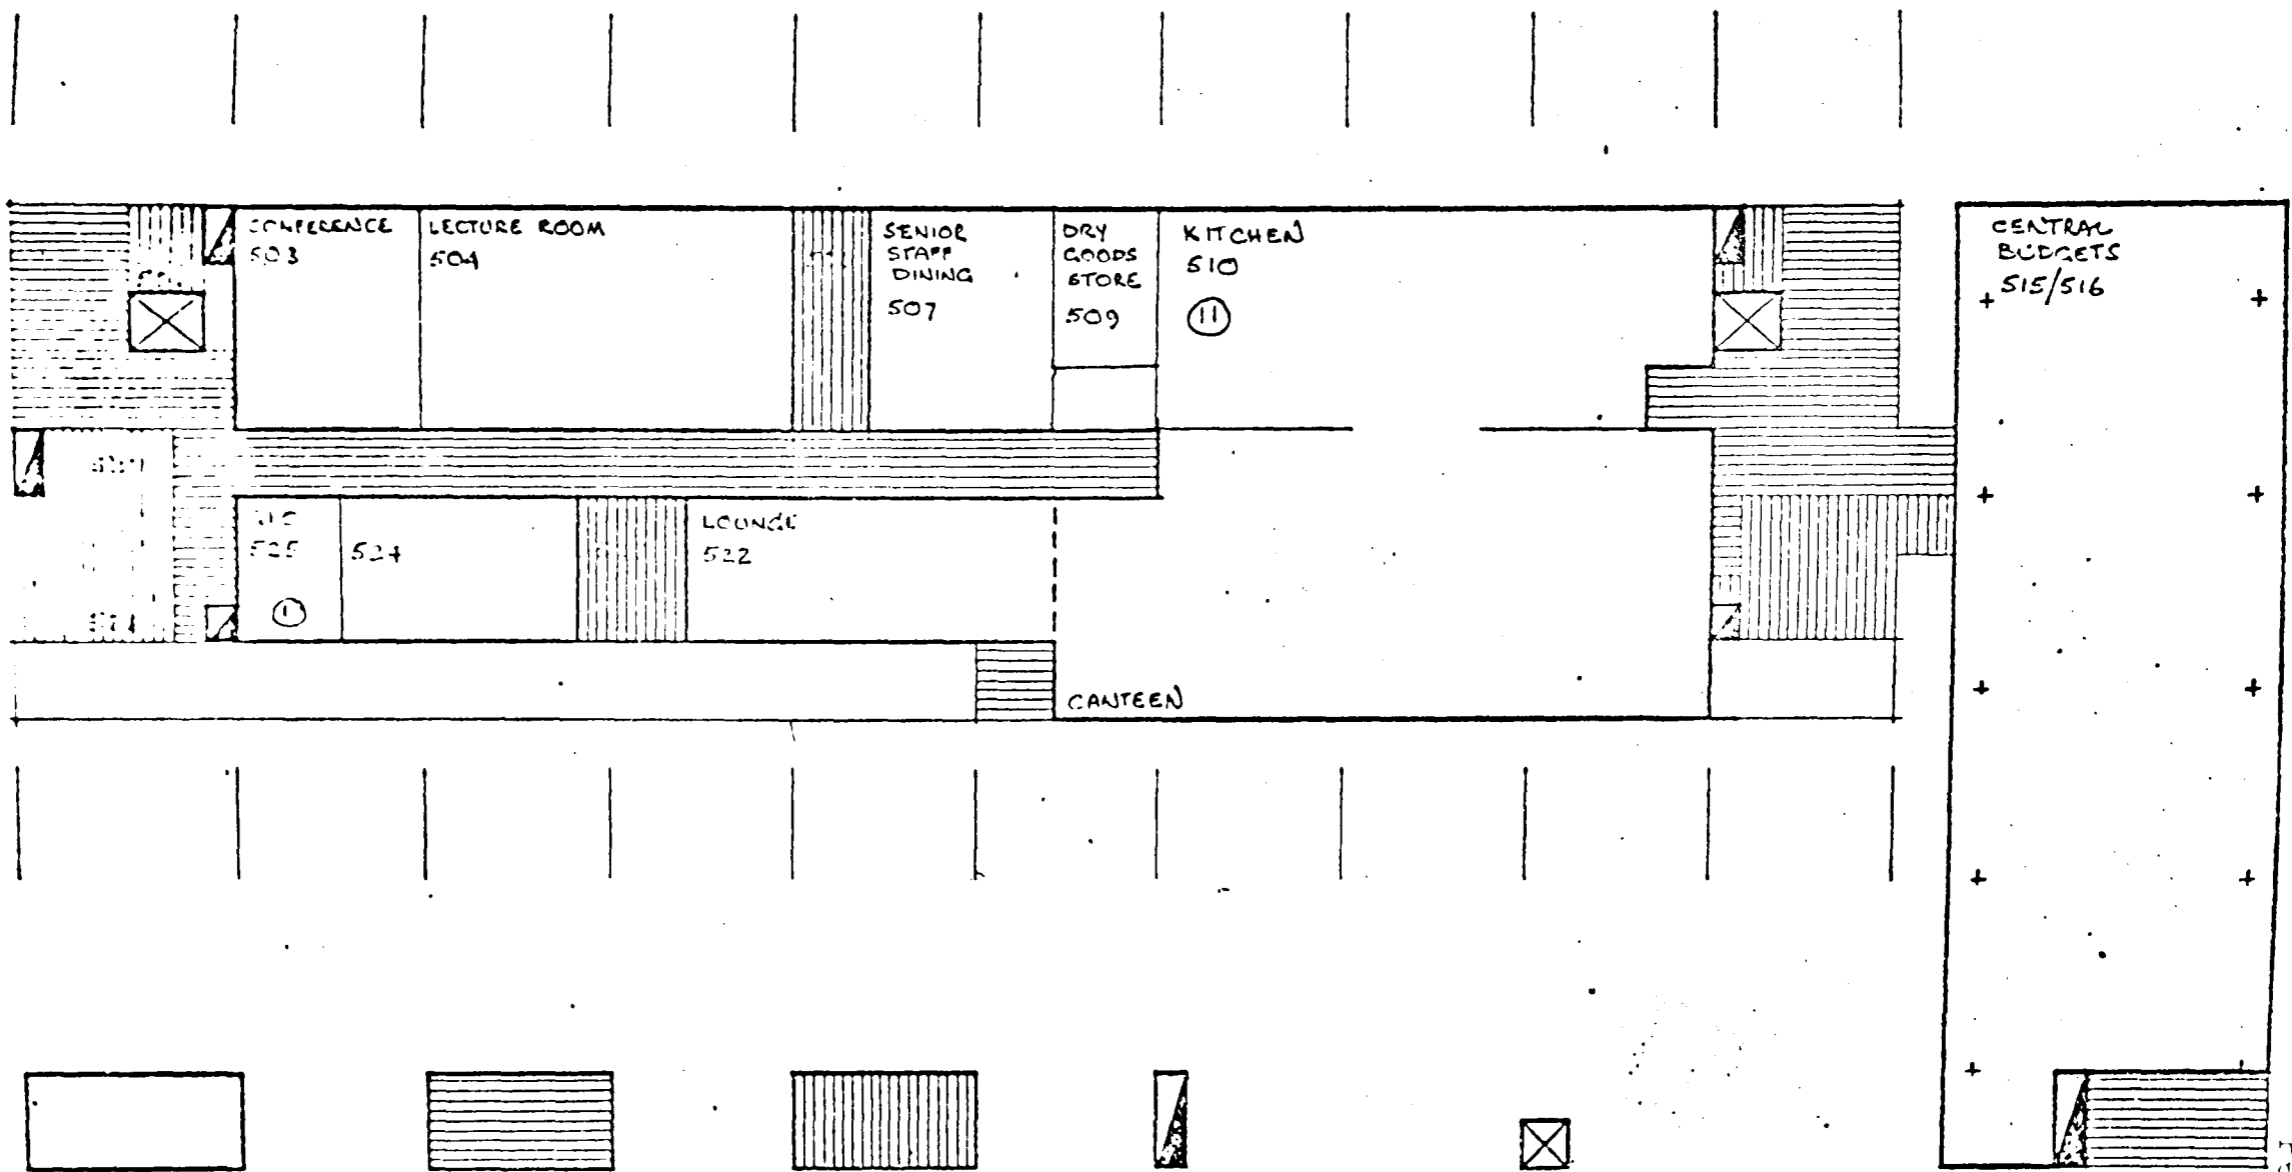 CONFERENCE
503
LECTURE ROOM
504
SENIOR
STAFF
DINING
507
DRY
GOODS
STORE
509
KITCHEN
510
11
CENTRAL
BUDGETS
515/516
525
1
524
LOUNGE
522
CANTEEN